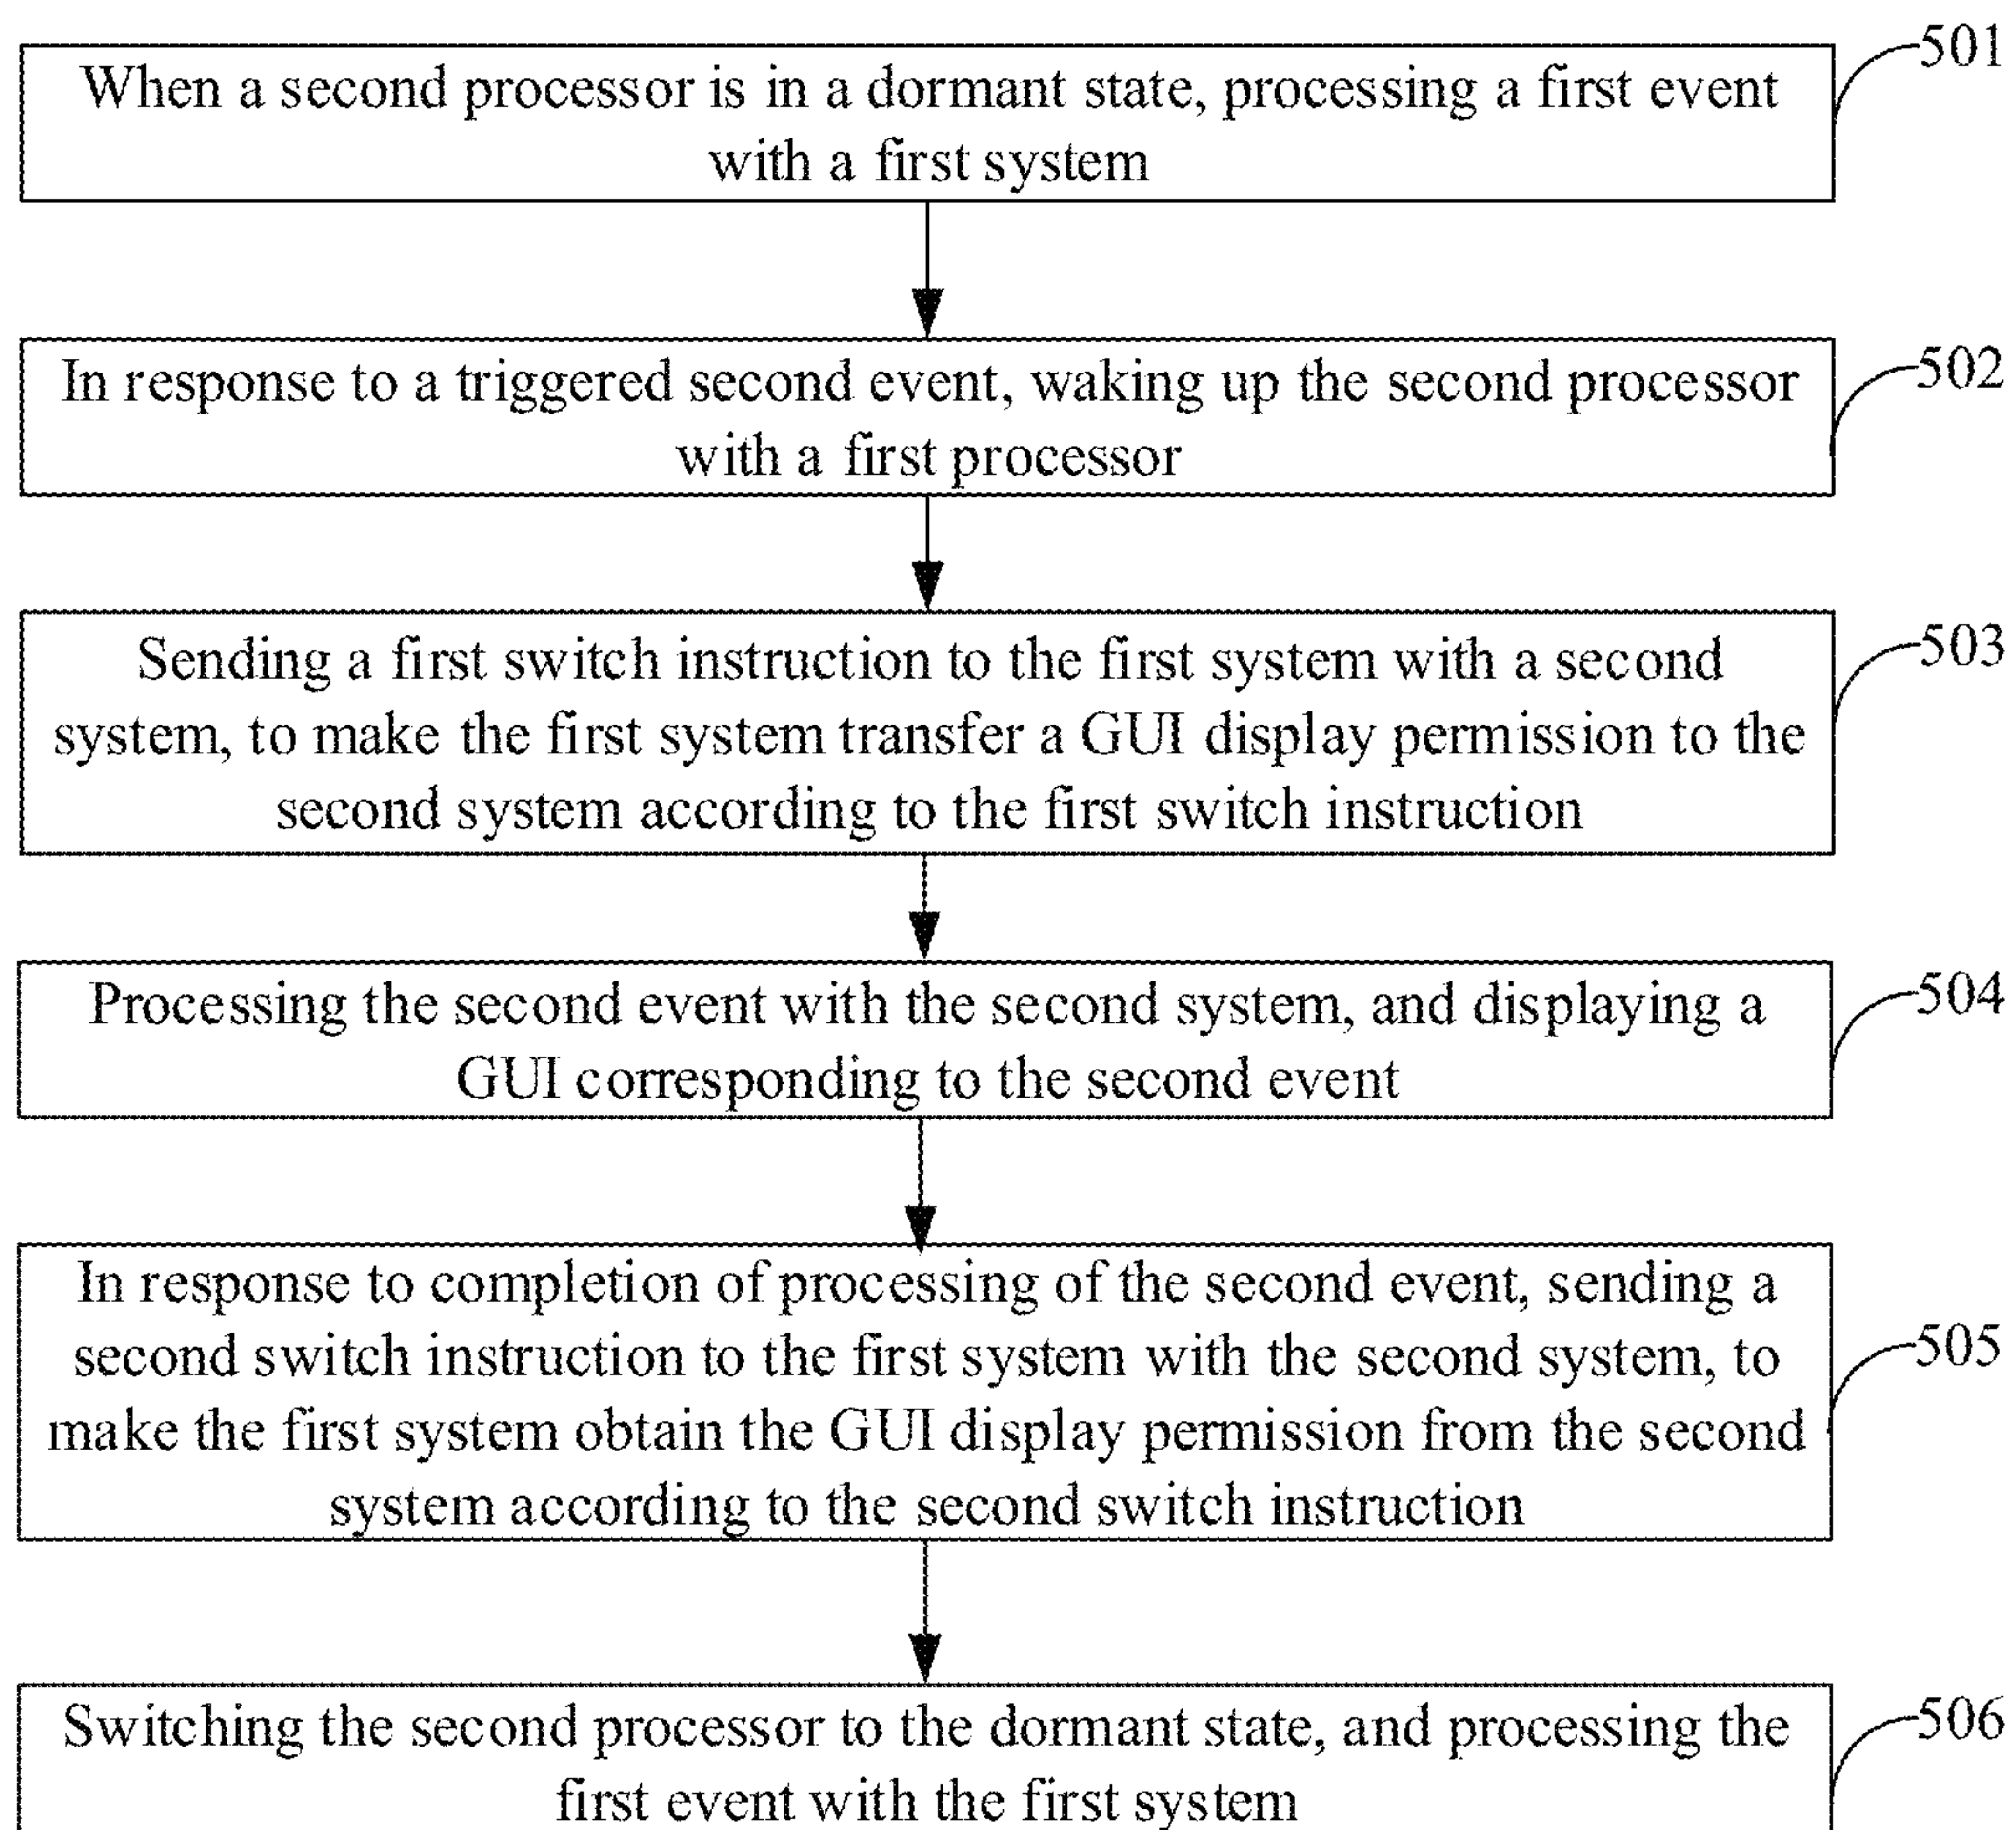 When a second processor is in a dormant state, processing a first event
with a first system
501
In response to a triggered second event, waking up the second processor
with a first processor
502
Sending a first switch instruction to the first system with a second
system, to make the first system transfer a GUI display permission to the
second system according to the first switch instruction
503
Processing the second event with the second system, and displaying a
GUI corresponding to the second event
504
In response to completion of processing of the second event, sending a
second switch instruction to the first system with the second system, to
make the first system obtain the GUI display permission from the second
system according to the second switch instruction
505
Switching the second processor to the dormant state, and processing the
first event with the first system
506